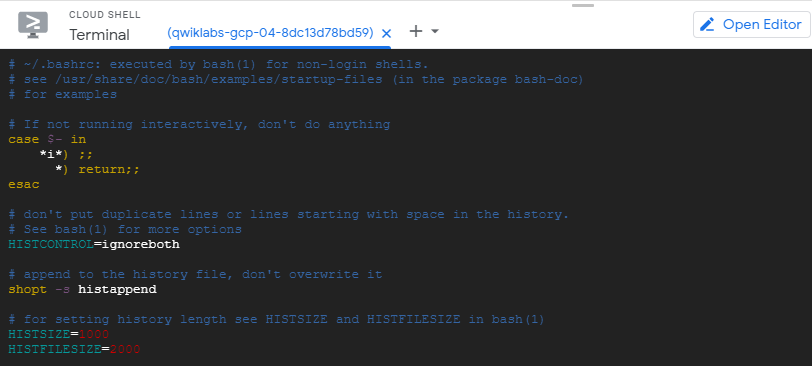 CLOUD SHELL
Terminal
(qwiklabs-gcp-04-8dc13d78bd59)
Open Editor
# ~/.bashrc: executed by bash(1) for non-login shells.
# see /usr/share/doc/bash/examples/startup-files (in the package bash-doc)
# for examples
# If not running interactively, don't do anything
case $- in
*i*) ;;
*) return;;
esac
# don't put duplicate lines or lines starting with space in the history.
# See bash(1) for more options
HISTCONTROL=ignoreboth
# append to the history file, don't overwrite it
shopt -s histappend
# for setting history length see HISTSIZE and HISTFILESIZE in bash(1)
HISTSIZE=1000
HISTFILESIZE=2000